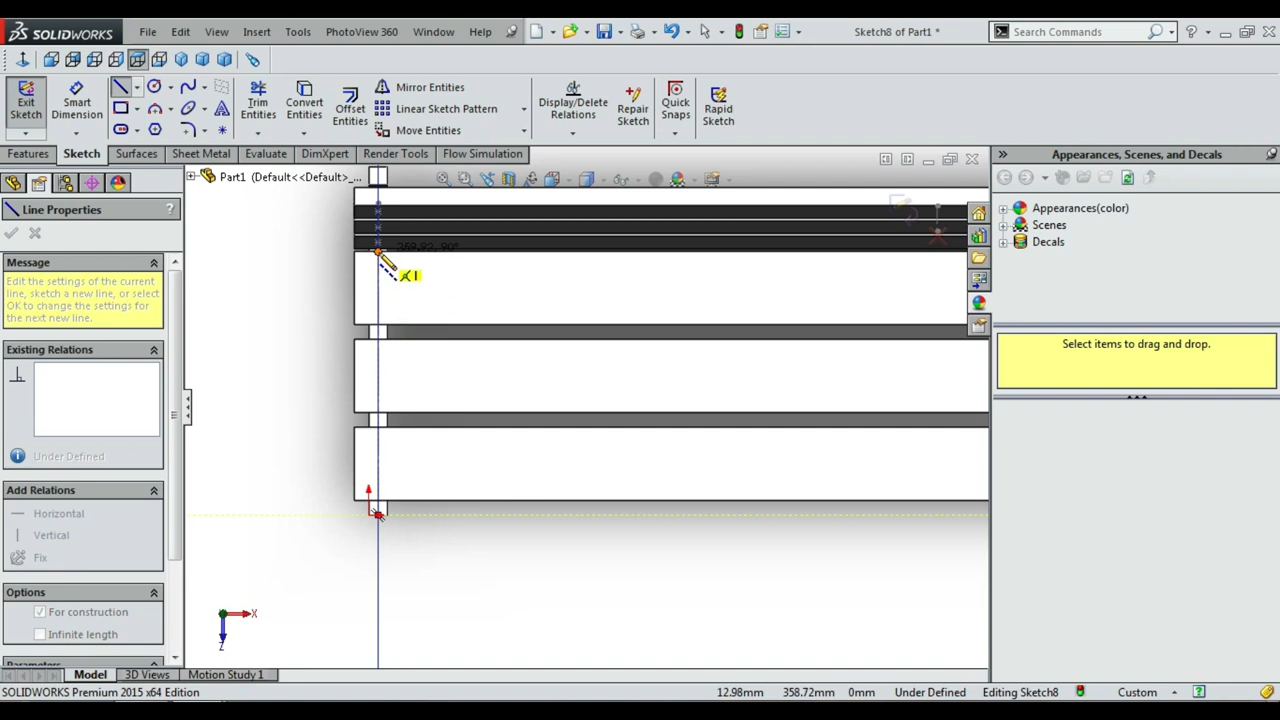 SOLIDWORKS File Edit View Insert Tools PhotoView 360 Window Help Sketch8 of Part1 * Search Commands
Exit Sketch
Smart Dimension
Trim Entities
Convert Entities
Offset Entities
Mirror Entities
Linear Sketch Pattern
Move Entities
Display/Delete Relations
Repair Sketch
Quick Snaps
Rapid Sketch
Features Sketch Surfaces Sheet Metal Evaluate DimXpert Render Tools Flow Simulation
Appearances, Scenes, and Decals
Part1 (Default<<Default>_...
Line Properties ?
Message
Edit the settings of the current
line, sketch a new line, or select
OK to change the settings for
the next new line.
Existing Relations
Under Defined
Add Relations
Horizontal
Vertical
Fix
Options
For construction
Infinite length
Parameters
Appearances(color)
Scenes
Decals
Select items to drag and drop.
X
Z
Model 3D Views Motion Study 1
SOLIDWORKS Premium 2015 x64 Edition 12.98mm 358.72mm 0mm Under Defined Editing Sketch8 Custom